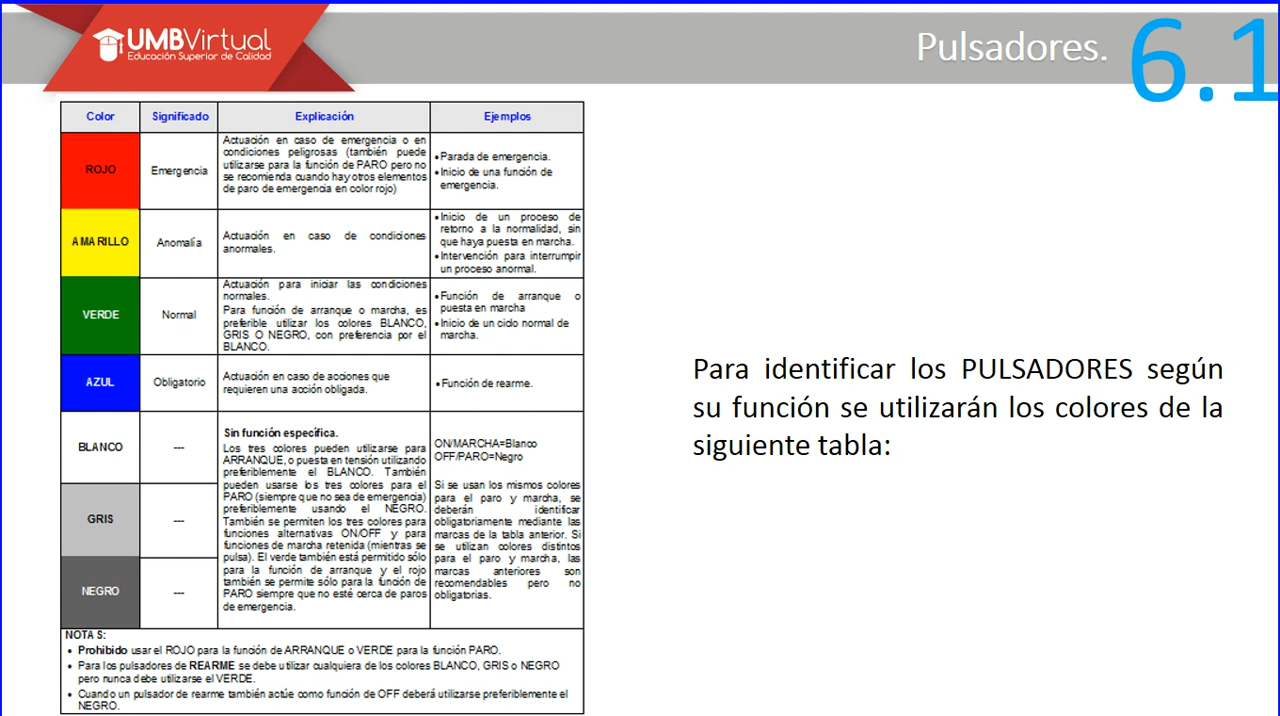 UMBVirtual
Educación Superior de Calidad
Pulsadores.
6.1
Color Significado Explicación Ejemplos
ROJO
Emergencia
Actuación en caso de emergencia o en
condiciones peligrosas (también puede
utilizarse para la función de PARO pero no
se recomienda cuando hay otros elementos
de paro de emergencia en color rojo)
•Parada de emergencia.
•Inicio de una función de
emergencia.
AMARILLO
Anomalía
Actuación en caso de condiciones
anormales.
•Inicio de un proceso de
retorno a la normalidad, sin
que haya puesta en marcha.
•Intervención para interrumpir
un proceso anormal.
VERDE
Normal
Actuación para iniciar las condiciones
normales.
Para función de arranque o marcha, es
preferible utilizar los colores BLANCO,
GRIS O NEGRO, con preferencia por el
BLANCO.
•Función de arranque o
puesta en marcha
•Inicio de un ciclo normal de
marcha.
AZUL
Obligatorio
Actuación en caso de acciones que
requieren una acción obligada.
•Función de rearme.
BLANCO
---
GRIS
---
NEGRO
---
Sin función específica.
Los tres colores pueden utilizarse para
ARRANQUE, o puesta en tensión utilizando
preferiblemente el BLANCO. También
pueden usarse los tres colores para el
PARO (siempre que no sea de emergencia)
preferiblemente usando el NEGRO.
También se permiten los tres colores para
funciones alternativas ON/OFF y para
funciones de marcha retenida (mientras se
pulsa). El verde también está permitido sólo
para la función de arranque y el rojo
también se permite sólo para la función de
PARO siempre que no esté cerca de paros
de emergencia.
ON/MARCHA=Blanco
OFF/PARO=Negro
Si se usan los mismos colores
para el paro y marcha, se
deberán identificar
obligatoriamente mediante las
marcas de la tabla anterior. Si
se utilizan colores distintos
para el paro y marcha, las
marcas anteriores son
recomendables pero no
obligatorias.
NOTAS:
• Prohibido usar el ROJO para la función de ARRANQUE o VERDE para la función PARO.
• Para los pulsadores de REARME se debe utilizar cualquiera de los colores BLANCO, GRIS o NEGRO
pero nunca debe utilizarse el VERDE.
• Cuando un pulsador de rearme también actúe como función de OFF deberá utilizarse preferiblemente el
NEGRO.
Para identificar los PULSADORES según
su función se utilizarán los colores de la
siguiente tabla: